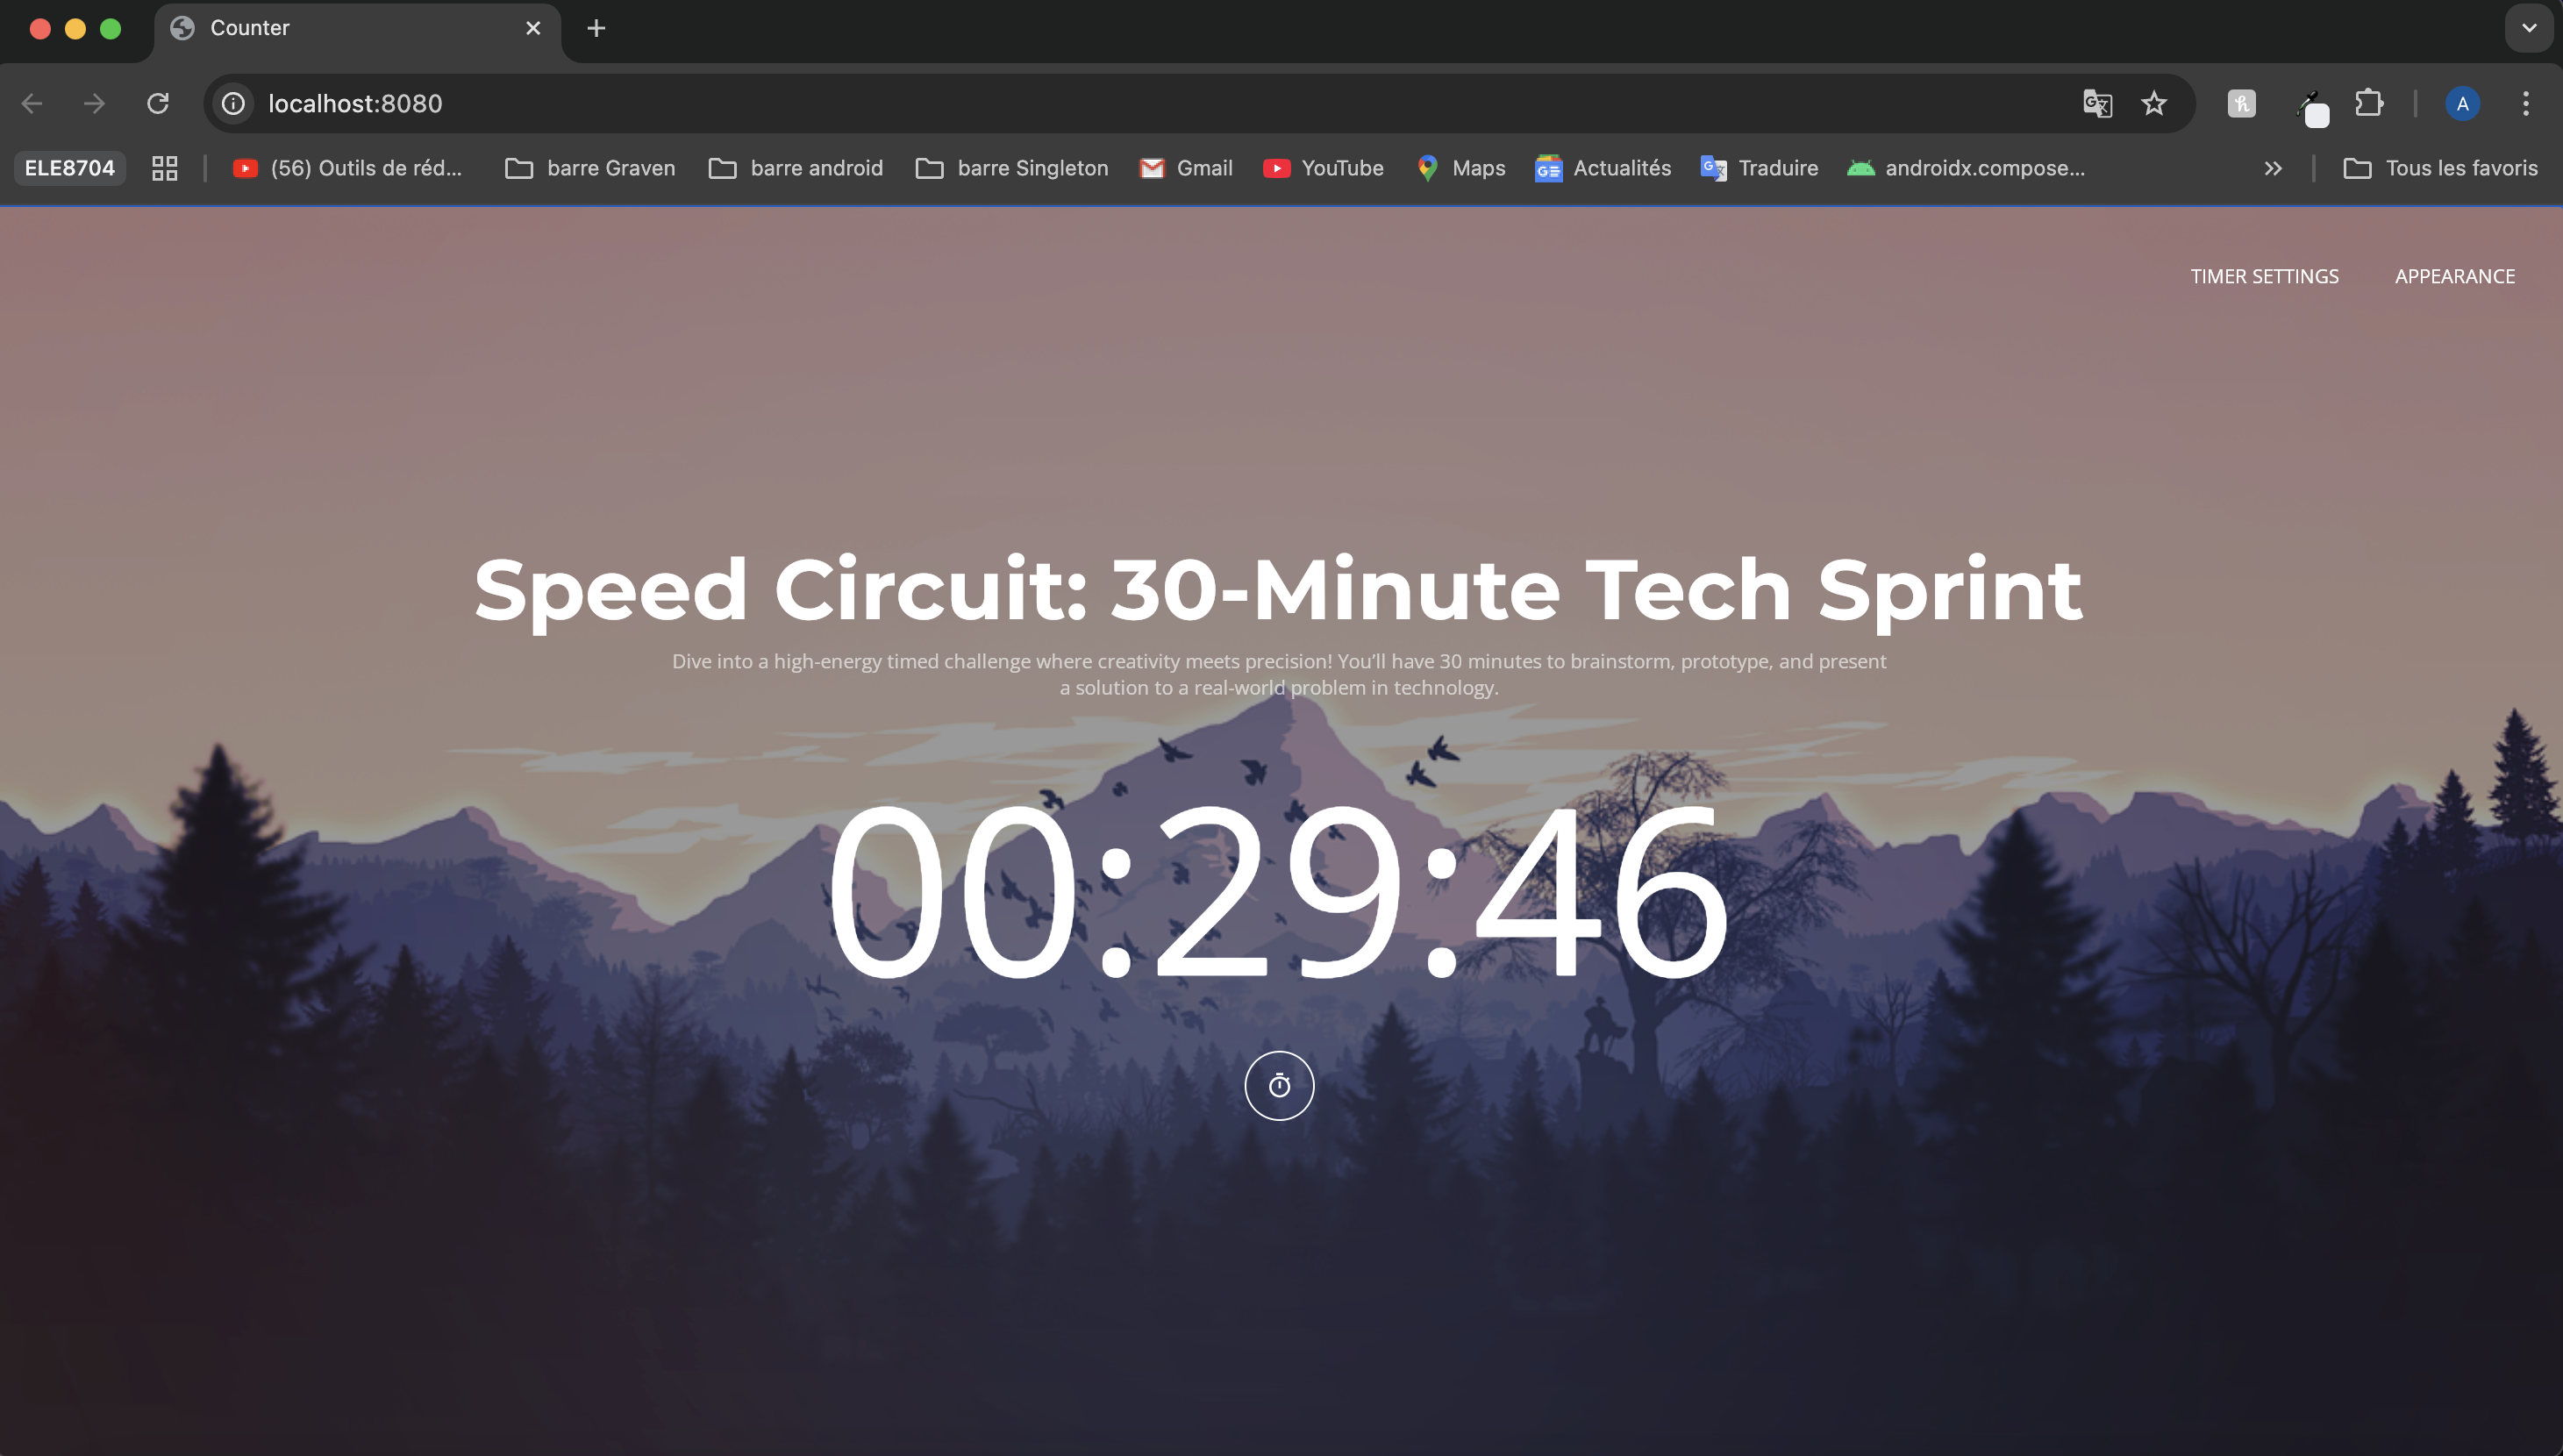 Counter
localhost:8080
A
ELE8704
(56) Outils de réd...
barre Graven
barre android
barre Singleton
Gmail
YouTube
Maps
Actualités
Traduire
androidx.compose...
Tous les favoris
TIMER SETTINGS
APPEARANCE
Speed Circuit: 30-Minute Tech Sprint
Dive into a high-energy timed challenge where creativity meets precision! You'll have 30 minutes to brainstorm, prototype, and present
a solution to a real-world problem in technology.
00:29:46